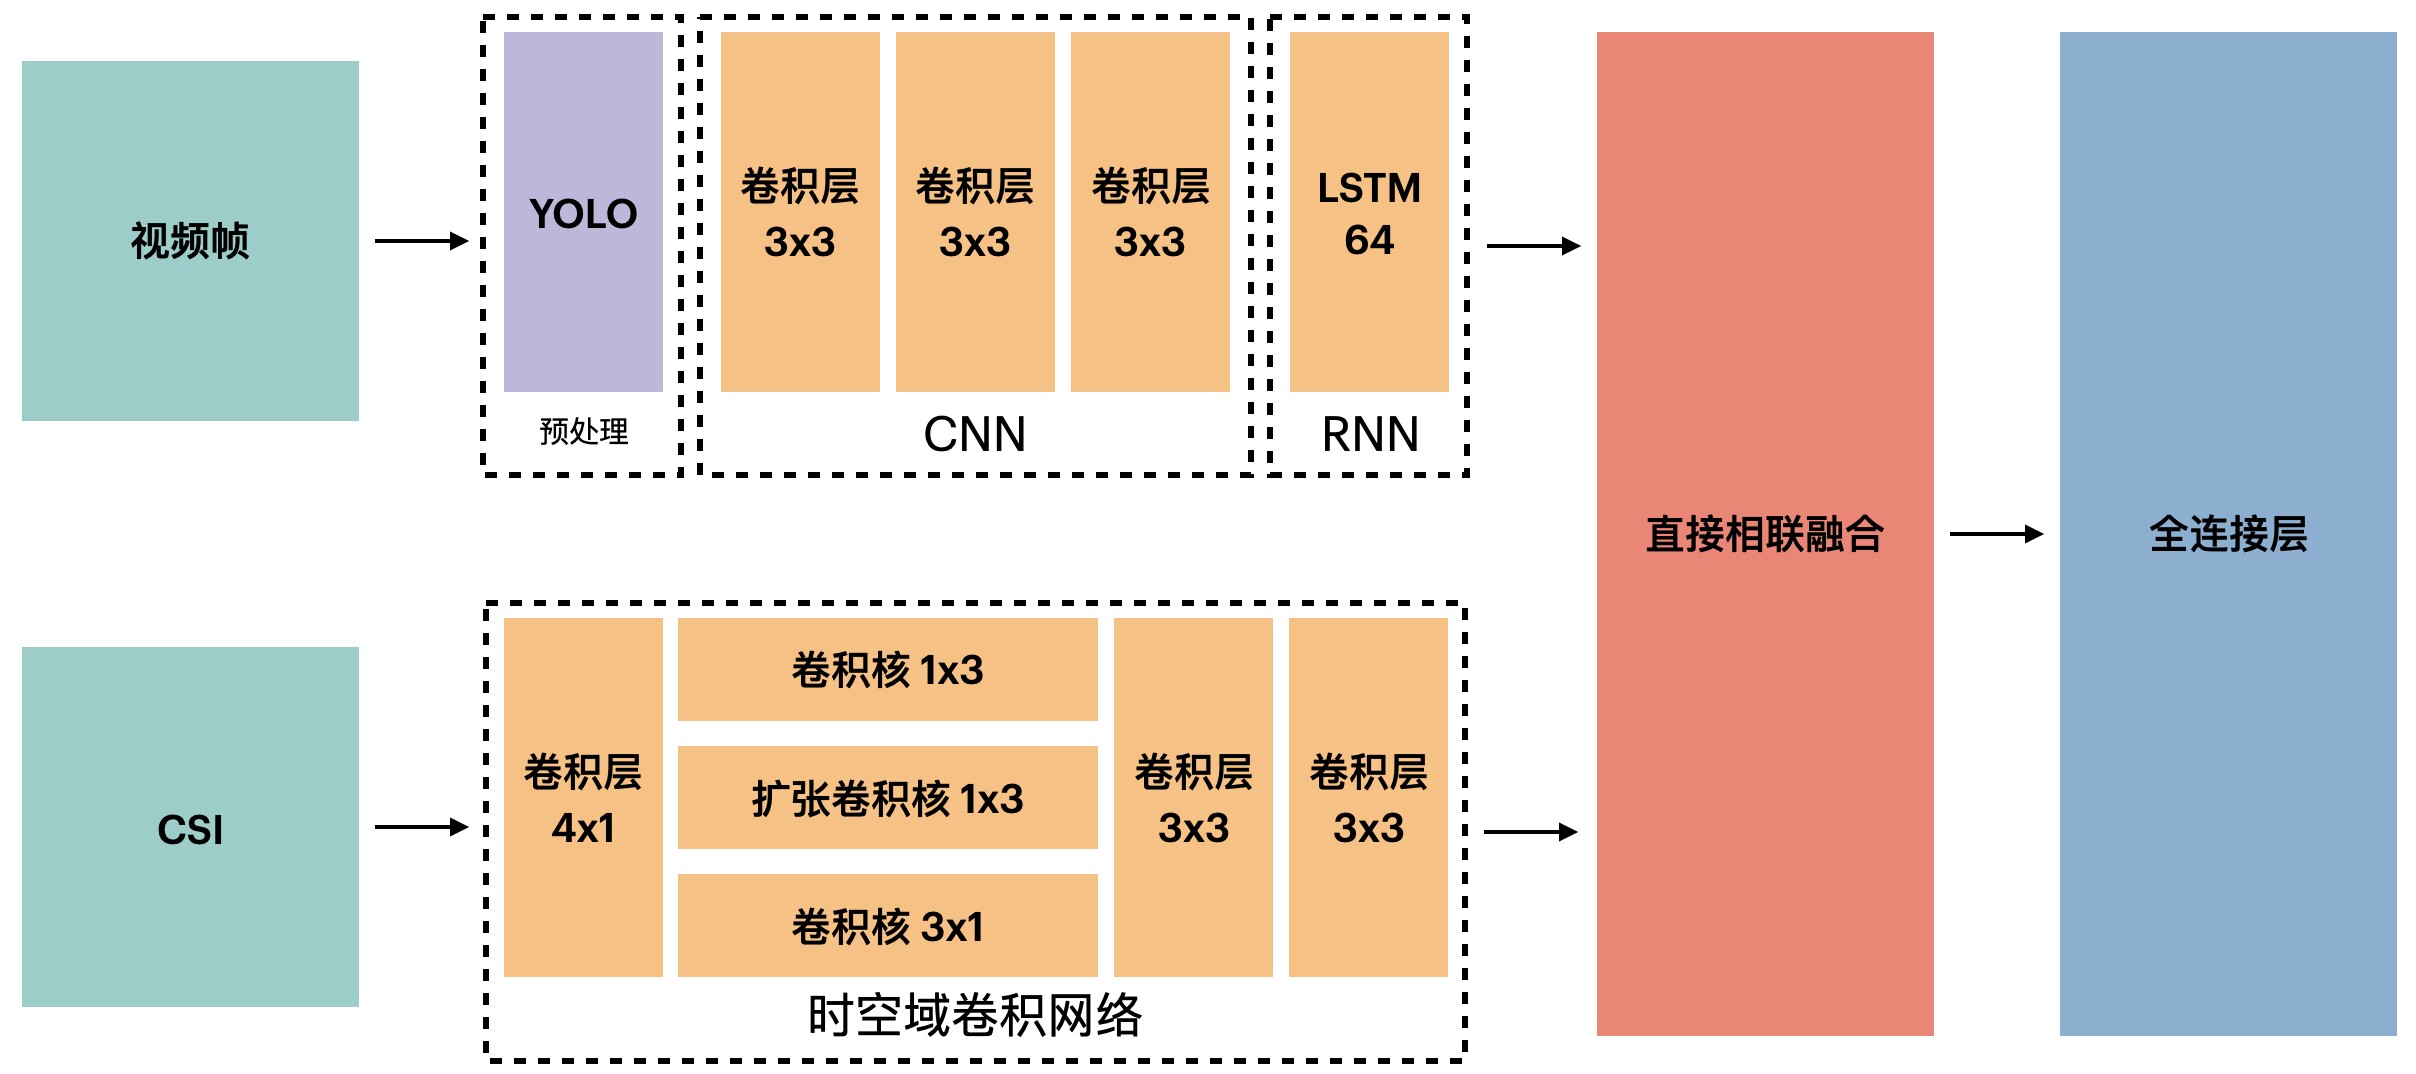 视频帧
YOLO
预处理
卷积层
3x3
卷积层
3x3
卷积层
3x3
CNN
LSTM
64
RNN
CSI
卷积层
4x1
卷积核 1x3
扩张卷积核 1x3
卷积核 3x1
卷积层
3x3
卷积层
3x3
时空域卷积网络
直接相联融合
全连接层